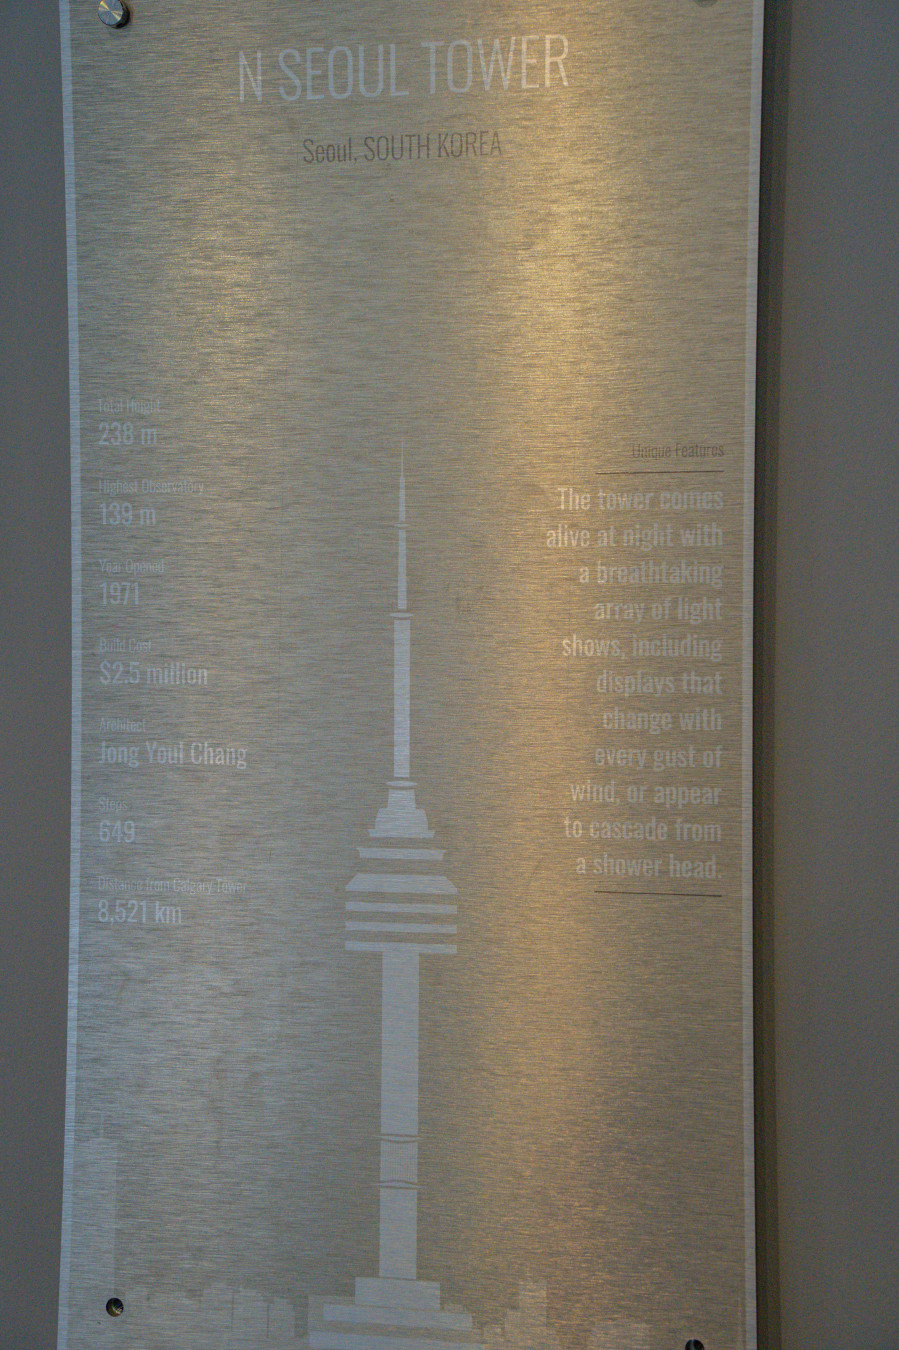 N SEOUL TOWER
Seoul, SOUTH KOREA
Total Height
238 m
Highest Observatory
139 m
Year Opened
1971
Build Cost
$2.5 million
Architect
Jong Youl Chang
Steps
649
Distance from Calgary Tower
8,521 km
Unique Features
The tower comes
alive at night with
a breathtaking
array of light
shows, including
displays that
change with
every gust of
wind, or appear
to cascade from
a shower head.